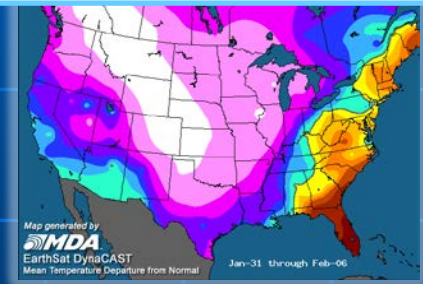 Map generated by
MDA
EarthSat DynaCAST
Mean Temperature Departure from Normal
Jan-31 through Feb-06